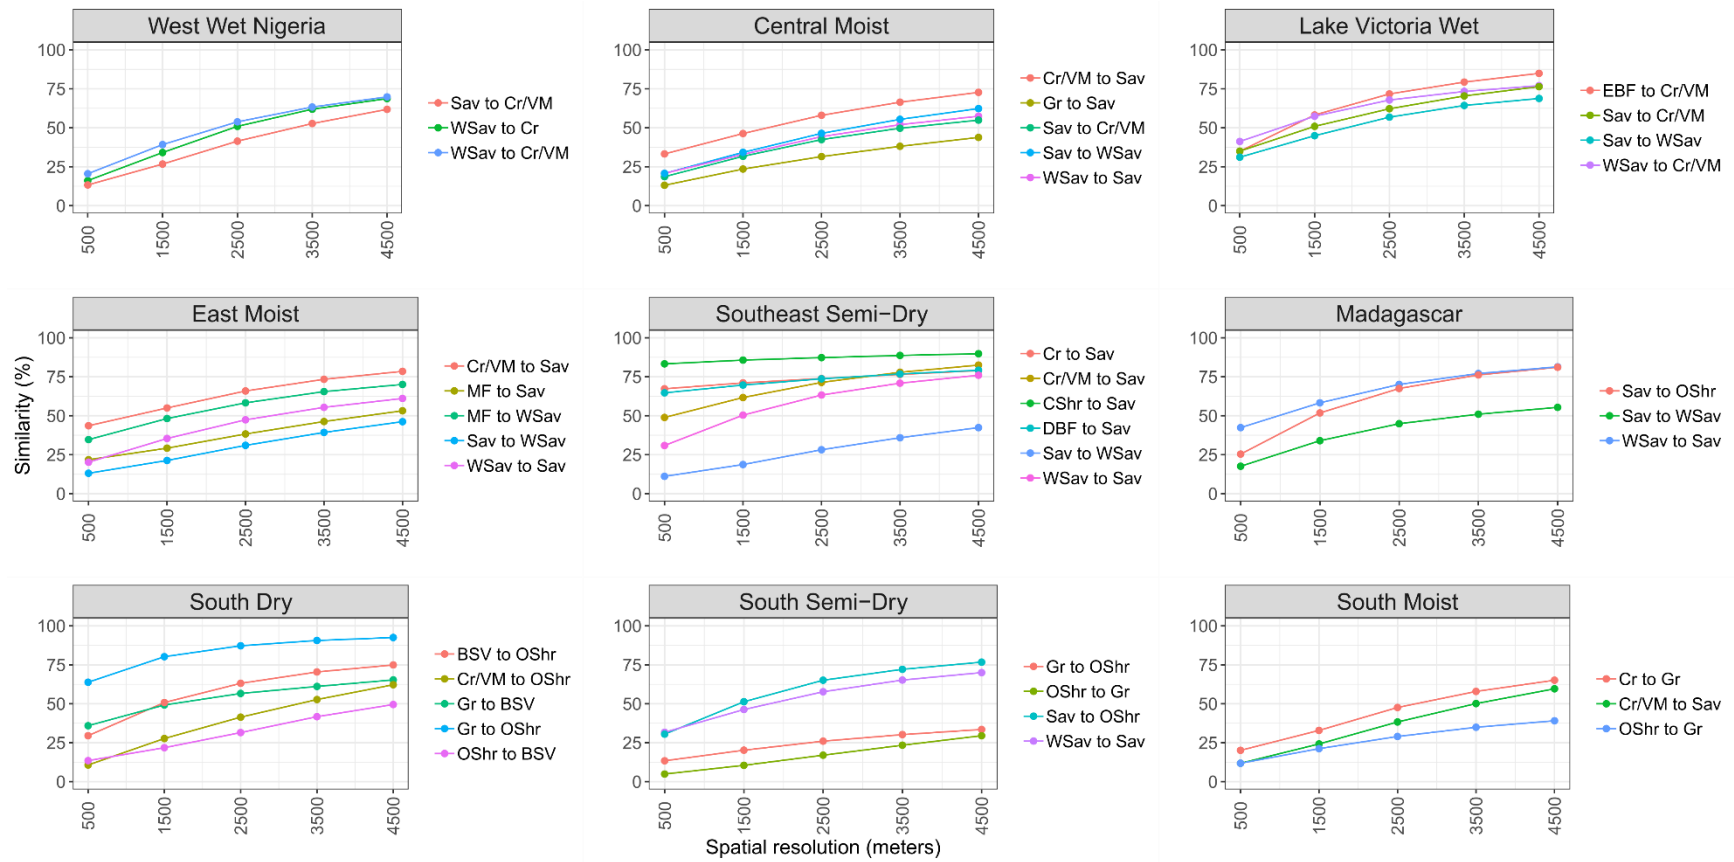 West Wet Nigeria
100
75
50
25
0
500
1500
2500
3500
4500
Sav to Cr/VM
WSav to Cr
WSav to Cr/VM
Central Moist
100
75
50
25
0
500
1500
2500
3500
4500
Cr/VM to Sav
Gr to Sav
Sav to Cr/VM
Sav to WSav
WSav to Sav
Lake Victoria Wet
100
75
50
25
0
500
1500
2500
3500
4500
EBF to Cr/VM
Sav to Cr/VM
Sav to WSav
WSav to Cr/VM
Similarity (%)
East Moist
100
75
50
25
0
500
1500
2500
3500
4500
Cr/VM to Sav
MF to Sav
MF to WSav
Sav to WSav
WSav to Sav
Southeast Semi−Dry
100
75
50
25
0
500
1500
2500
3500
4500
Cr to Sav
Cr/VM to Sav
CShr to Sav
DBF to Sav
Sav to WSav
WSav to Sav
Madagascar
100
75
50
25
0
500
1500
2500
3500
4500
Sav to OShr
Sav to WSav
WSav to Sav
South Dry
100
75
50
25
0
500
1500
2500
3500
4500
BSV to OShr
Cr/VM to OShr
Gr to BSV
Gr to OShr
OShr to BSV
South Semi−Dry
100
75
50
25
0
500
1500
2500
3500
4500
Gr to OShr
OShr to Gr
Sav to OShr
WSav to Sav
South Moist
100
75
50
25
0
500
1500
2500
3500
4500
Cr to Gr
Cr/VM to Sav
OShr to Gr
Spatial resolution (meters)